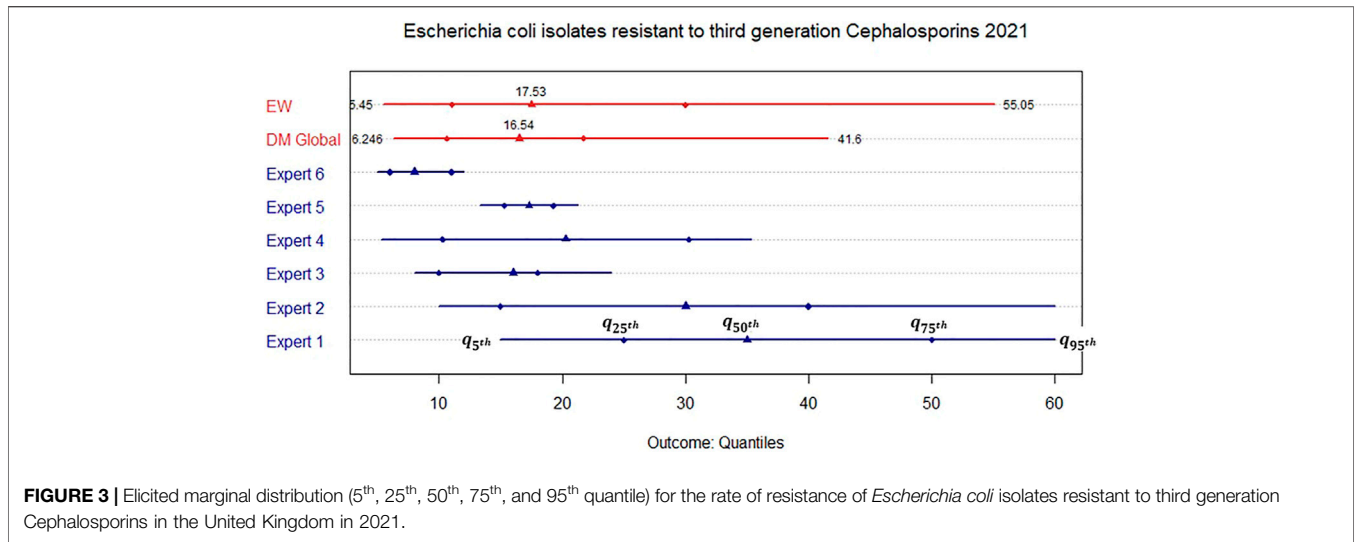 Escherichia coli isolates resistant to third generation Cephalosporins 2021
EW 5.45 17.53 55.05
DM Global 6.246 16.54 41.6
Expert 6
Expert 5
Expert 4
Expert 3
Expert 2
Expert 1 q5th q25th q50th q75th q95th
10 20 30 40 50 60
Outcome: Quantiles
FIGURE 3 | Elicited marginal distribution (5th, 25th, 50th, 75th, and 95th quantile) for the rate of resistance of Escherichia coli isolates resistant to third generation
Cephalosporins in the United Kingdom in 2021.